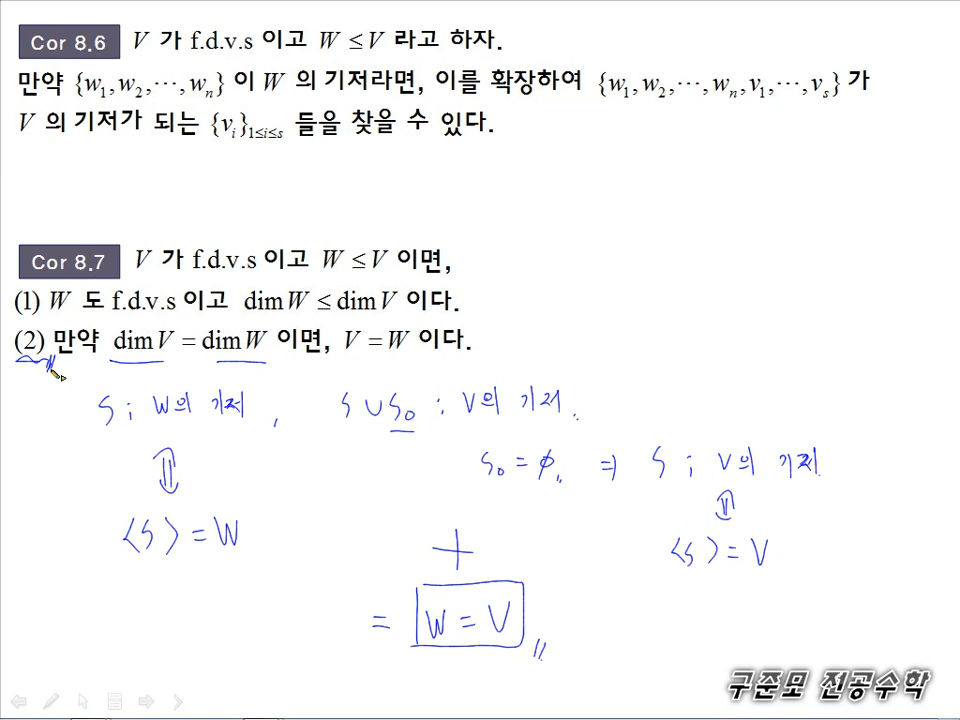 Cor 8.6 V 가 f.d.v.s 이고 W ≤ V 라고 하자.
만약 {w₁, w₂, ⋯, wₙ} 이 W 의 기저라면, 이를 확장하여 {w₁, w₂, ⋯, wₙ, v₁, ⋯, vₛ} 가
V 의 기저가 되는 {vᵢ}₁≤ᵢ≤ₛ 들을 찾을 수 있다.
Cor 8.7 V 가 f.d.v.s 이고 W ≤ V 이면,
(1) W 도 f.d.v.s 이고 dim W ≤ dim V 이다.
(2) 만약 dim V = dim W 이면, V = W 이다.
S ; W의 기저, S ∪ S₀ : V의 기저.
S₀ = ϕ,, ⇒ S ; V의 기저
⇕ ⇕
⟨S⟩ = W ⟨S⟩ = V
+
= W = V
구준모 전공수학